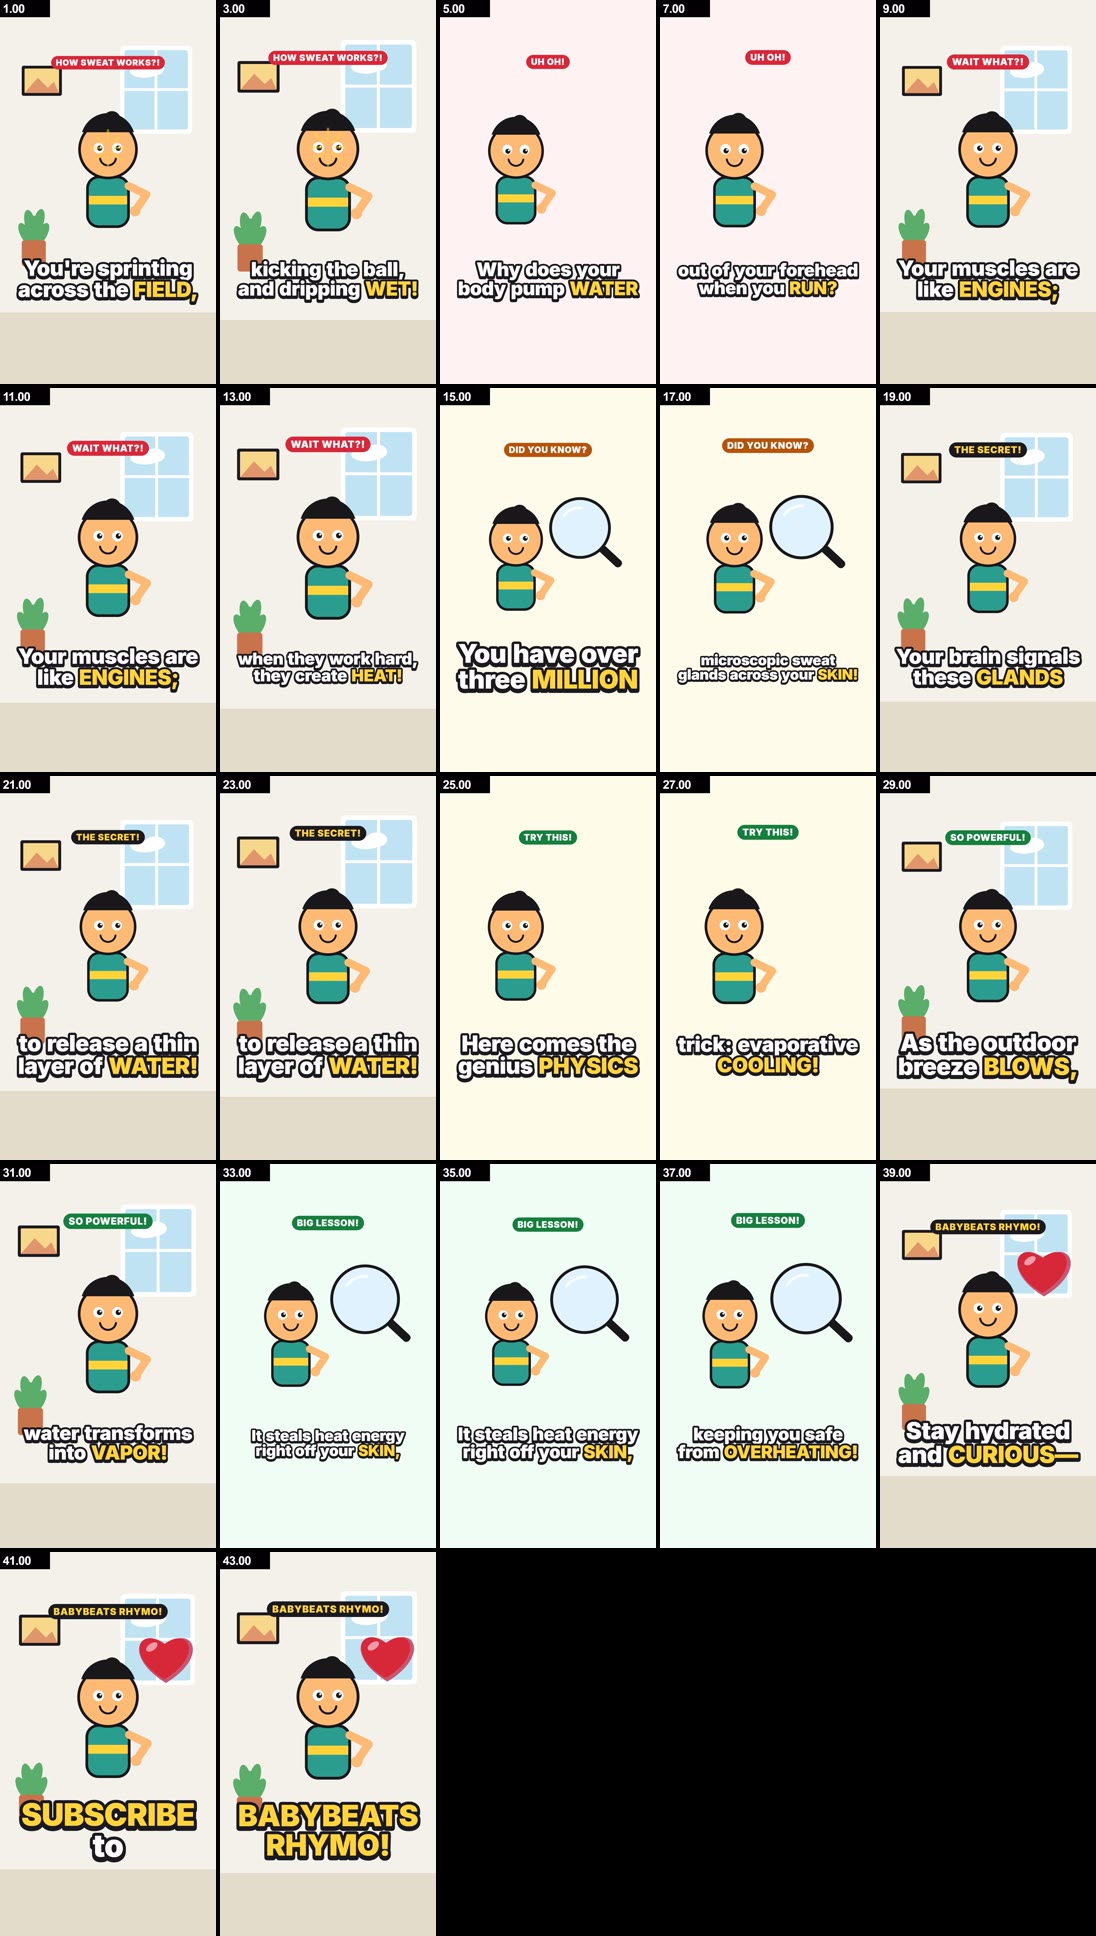 1.00
HOW SWEAT WORKS?!
You're sprinting
across the FIELD,
3.00
HOW SWEAT WORKS?!
kicking the ball,
and dripping WET!
5.00
UH OH!
Why does your
body pump WATER
7.00
UH OH!
out of your forehead
when you RUN?
9.00
WAIT WHAT?!
Your muscles are
like ENGINES;
11.00
WAIT WHAT?!
Your muscles are
like ENGINES;
13.00
WAIT WHAT?!
when they work hard,
they create HEAT!
15.00
DID YOU KNOW?
You have over
three MILLION
17.00
DID YOU KNOW?
microscopic sweat
glands across your SKIN!
19.00
THE SECRET!
Your brain signals
these GLANDS
21.00
THE SECRET!
to release a thin
layer of WATER!
23.00
THE SECRET!
to release a thin
layer of WATER!
25.00
TRY THIS!
Here comes the
genius PHYSICS
27.00
TRY THIS!
trick: evaporative
COOLING!
29.00
SO POWERFUL!
As the outdoor
breeze BLOWS,
31.00
SO POWERFUL!
water transforms
into VAPOR!
33.00
BIG LESSON!
It steals heat energy
right off your SKIN,
35.00
BIG LESSON!
It steals heat energy
right off your SKIN,
37.00
BIG LESSON!
keeping you safe
from OVERHEATING!
39.00
BABYBEATS RHYMO!
Stay hydrated
and CURIOUS—
41.00
BABYBEATS RHYMO!
SUBSCRIBE
to
43.00
BABYBEATS RHYMO!
BABYBEATS
RHYMO!